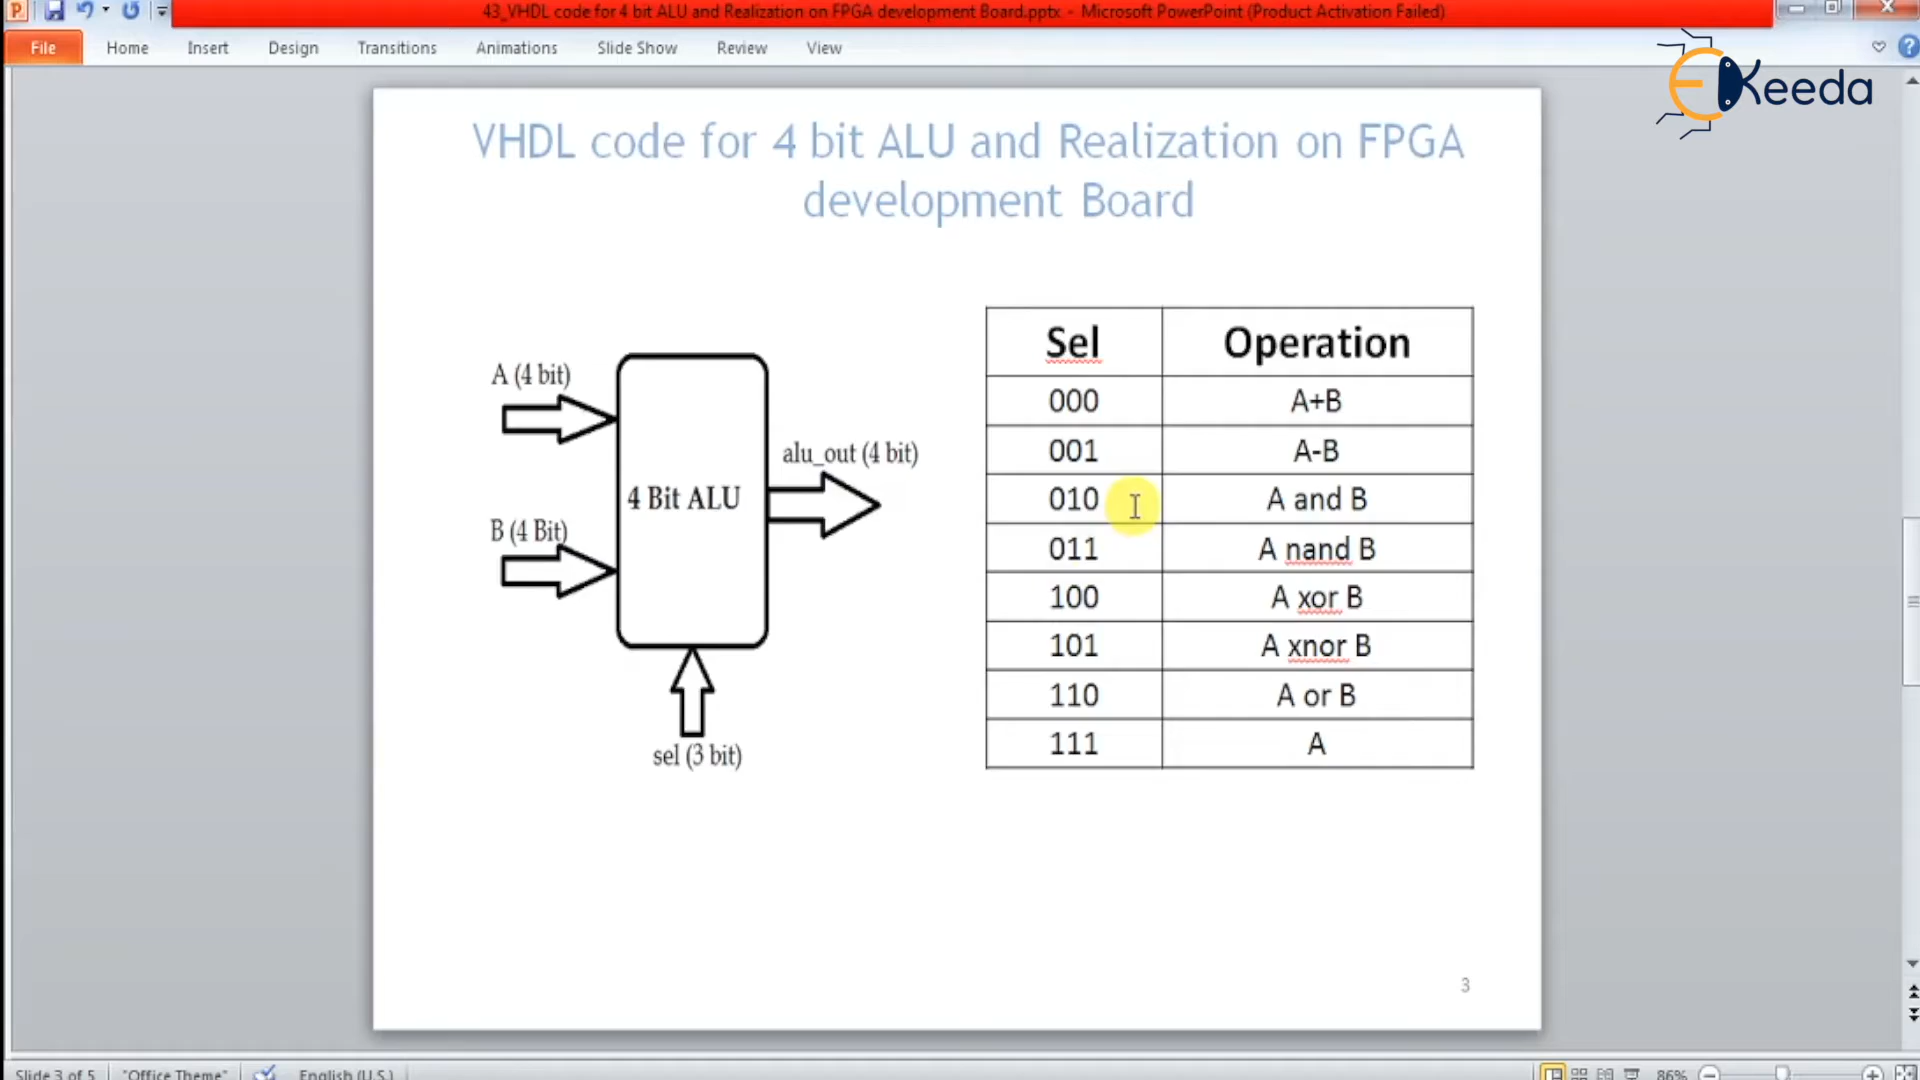 43_VHDL code for 4 bit ALU and Realization on FPGA development Board.pptx - Microsoft PowerPoint (Product Activation Failed)
File Home Insert Design Transitions Animations Slide Show Review View
EKeeda
VHDL code for 4 bit ALU and Realization on FPGA
development Board
A (4 bit)
B (4 Bit)
4 Bit ALU
alu_out (4 bit)
sel (3 bit)
Sel Operation
000 A+B
001 A-B
010 A and B
011 A nand B
100 A xor B
101 A xnor B
110 A or B
111 A
3
Slide 3 of 5 "Office Theme" English (U.S.) 86%